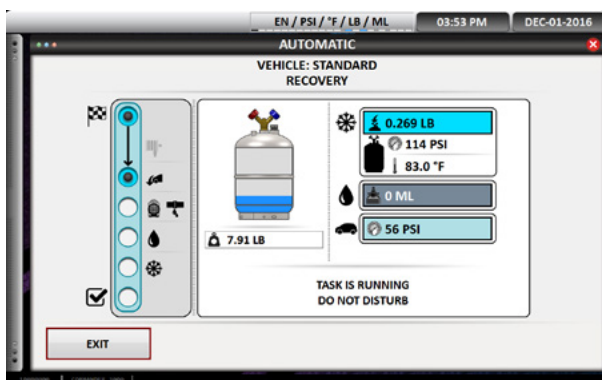 EN / PSI / °F / LB / ML
03:53 PM
DEC-01-2016
AUTOMATIC
VEHICLE: STANDARD
RECOVERY
0.269 LB
114 PSI
83.0 °F
0 ML
7.91 LB
56 PSI
TASK IS RUNNING
DO NOT DISTURB
EXIT